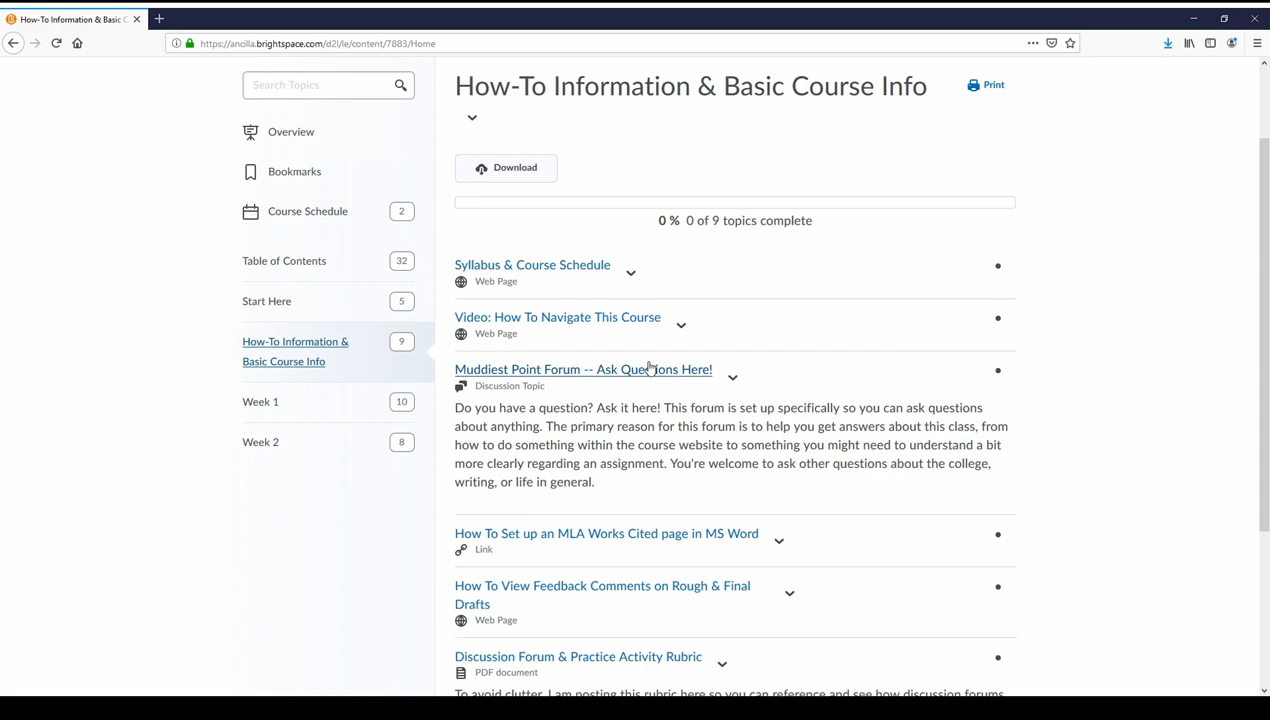 How-To Information & Basic C
https://ancilla.brightspace.com/d2l/le/content/7883/Home
Search Topics
Overview
Bookmarks
Course Schedule 2
Table of Contents 32
Start Here 5
How-To Information & 9
Basic Course Info
Week 1 10
Week 2 8
How-To Information & Basic Course Info
Print
Download
0 % 0 of 9 topics complete
Syllabus & Course Schedule
Web Page
Video: How To Navigate This Course
Web Page
Muddiest Point Forum -- Ask Questions Here!
Discussion Topic
Do you have a question? Ask it here! This forum is set up specifically so you can ask questions
about anything. The primary reason for this forum is to help you get answers about this class, from
how to do something within the course website to something you might need to understand a bit
more clearly regarding an assignment. You're welcome to ask other questions about the college,
writing, or life in general.
How To Set up an MLA Works Cited page in MS Word
Link
How To View Feedback Comments on Rough & Final
Drafts
Web Page
Discussion Forum & Practice Activity Rubric
PDF document
To avoid clutter, I am posting this rubric here so you can reference and see how discussion forums